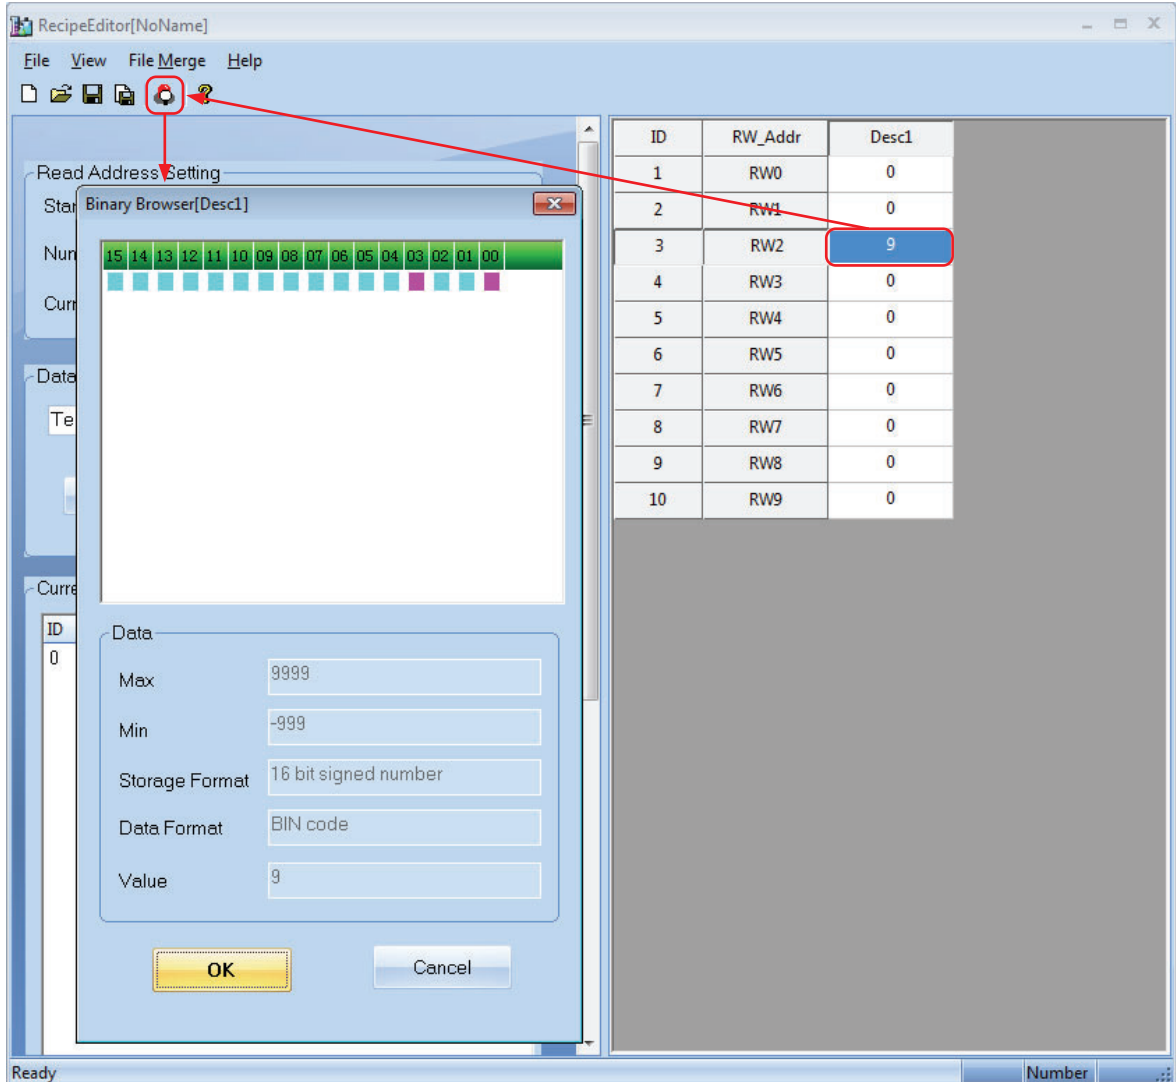 RecipeEditor[NoName]
File View File Merge Help
Read Address Setting
Star
Num
Curr
Data
Te
Curre
ID
0
Binary Browser[Desc1]
15 14 13 12 11 10 09 08 07 06 05 04 03 02 01 00
Data
Max 9999
Min -999
Storage Format 16 bit signed number
Data Format BIN code
Value 9
OK Cancel
ID RW_Addr Desc1
1 RW0 0
2 RW1 0
3 RW2 9
4 RW3 0
5 RW4 0
6 RW5 0
7 RW6 0
8 RW7 0
9 RW8 0
10 RW9 0
Ready Number